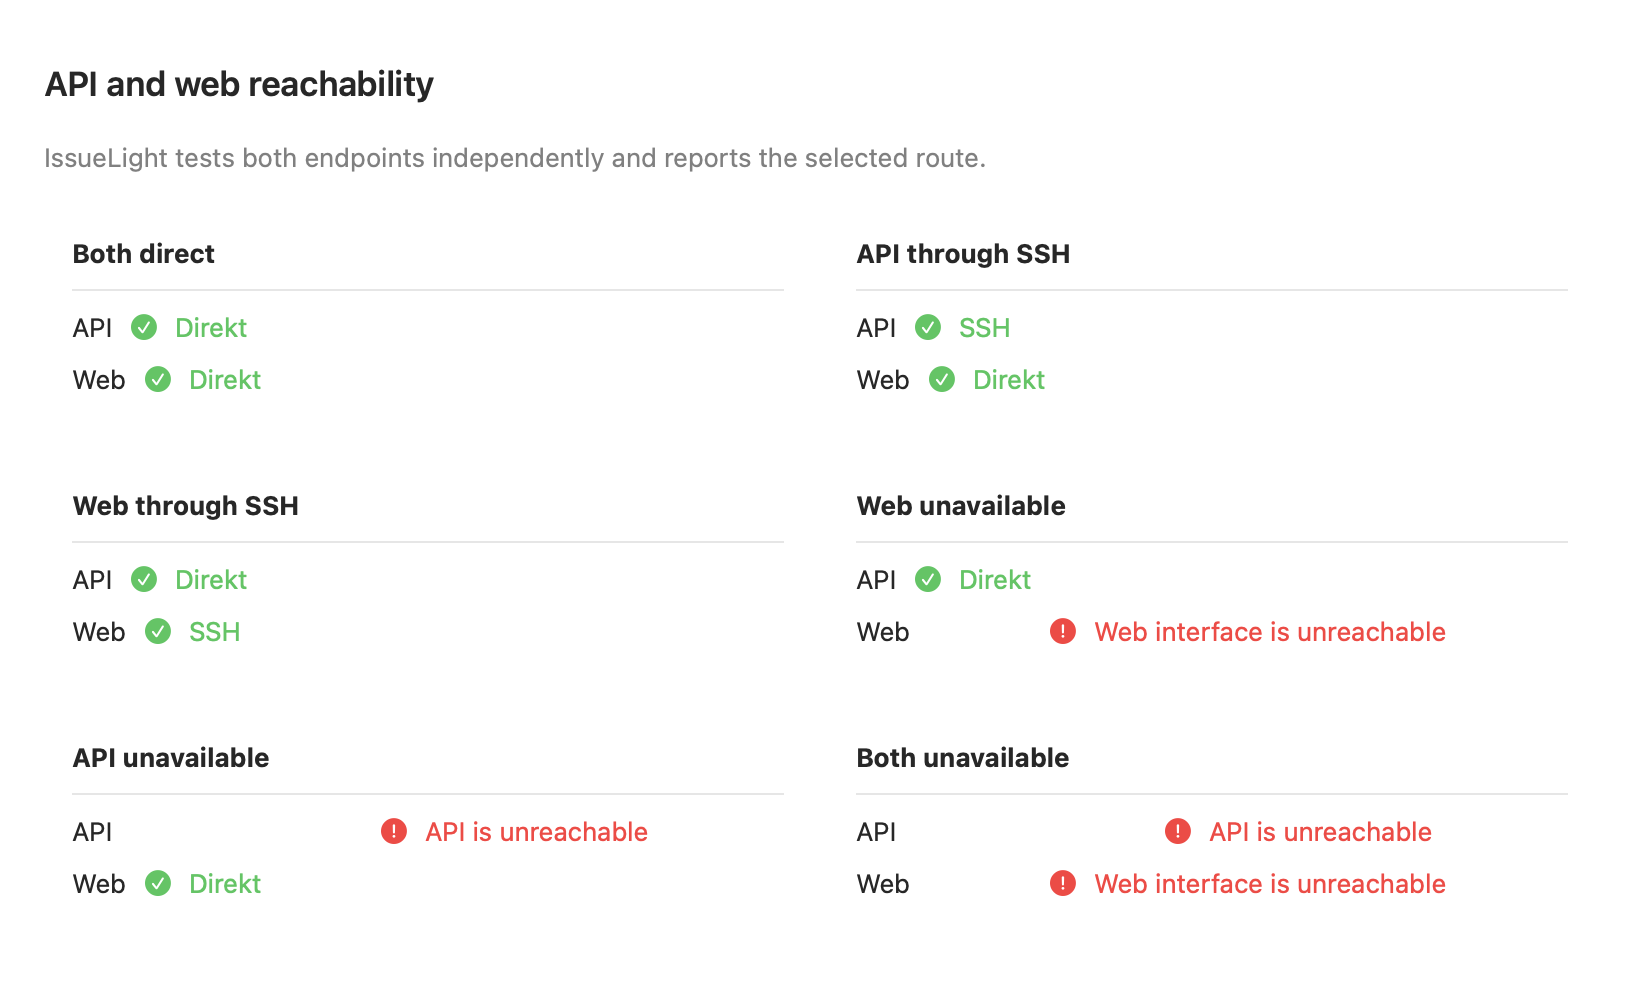 API and web reachability
IssueLight tests both endpoints independently and reports the selected route.
Both direct
API Direkt
Web Direkt
API through SSH
API SSH
Web Direkt
Web through SSH
API Direkt
Web SSH
Web unavailable
API Direkt
Web Web interface is unreachable
API unavailable
API API is unreachable
Web Direkt
Both unavailable
API API is unreachable
Web Web interface is unreachable